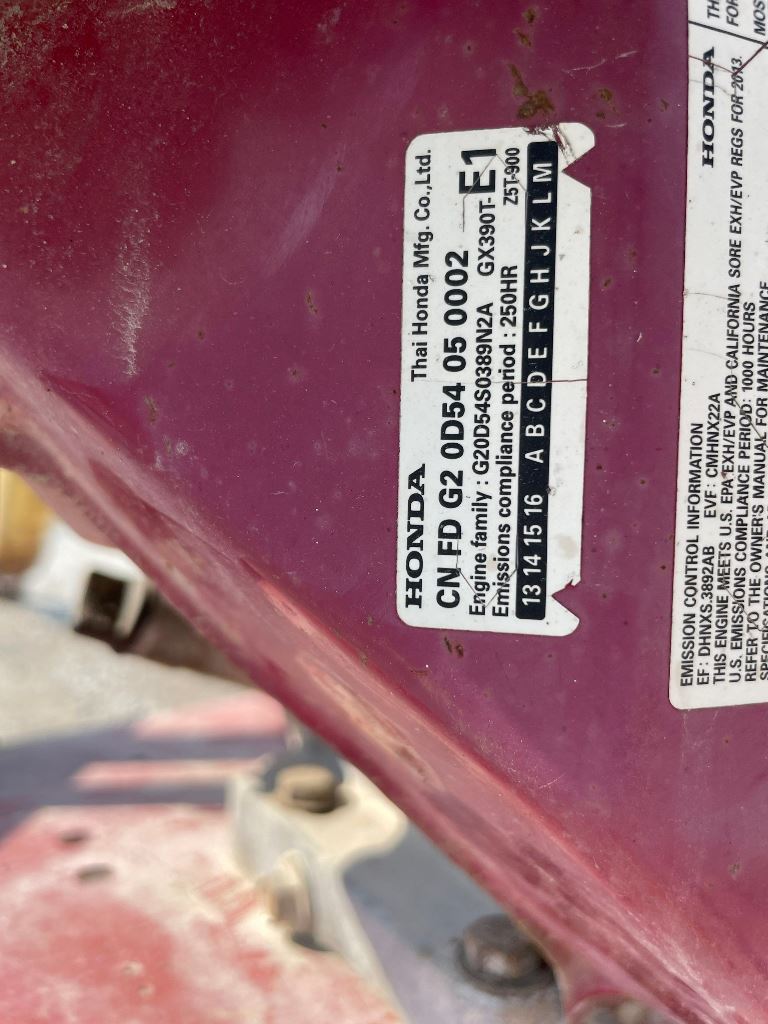 HONDA Thai Honda Mfg. Co.,Ltd.
CN FD G2 0D54 05 0002
Engine family : G20D54S0389N2A GX390T-E1
Emissions compliance period : 250HR Z5T-900
13 14 15 16 A B C D E F G H J K L M
EMISSION CONTROL INFORMATION HONDA
EF: DHNXS.3892AB EVF: CMHNX22A
THIS ENGINE MEETS U.S. EPA EXH/EVP AND CALIFORNIA SORE EXH/EVP REGS FOR 2013.
U.S. EMISSIONS COMPLIANCE PERIOD: 1000 HOURS
REFER TO THE OWNER'S MANUAL FOR MAINTENANCE
TH
FOR
MOS